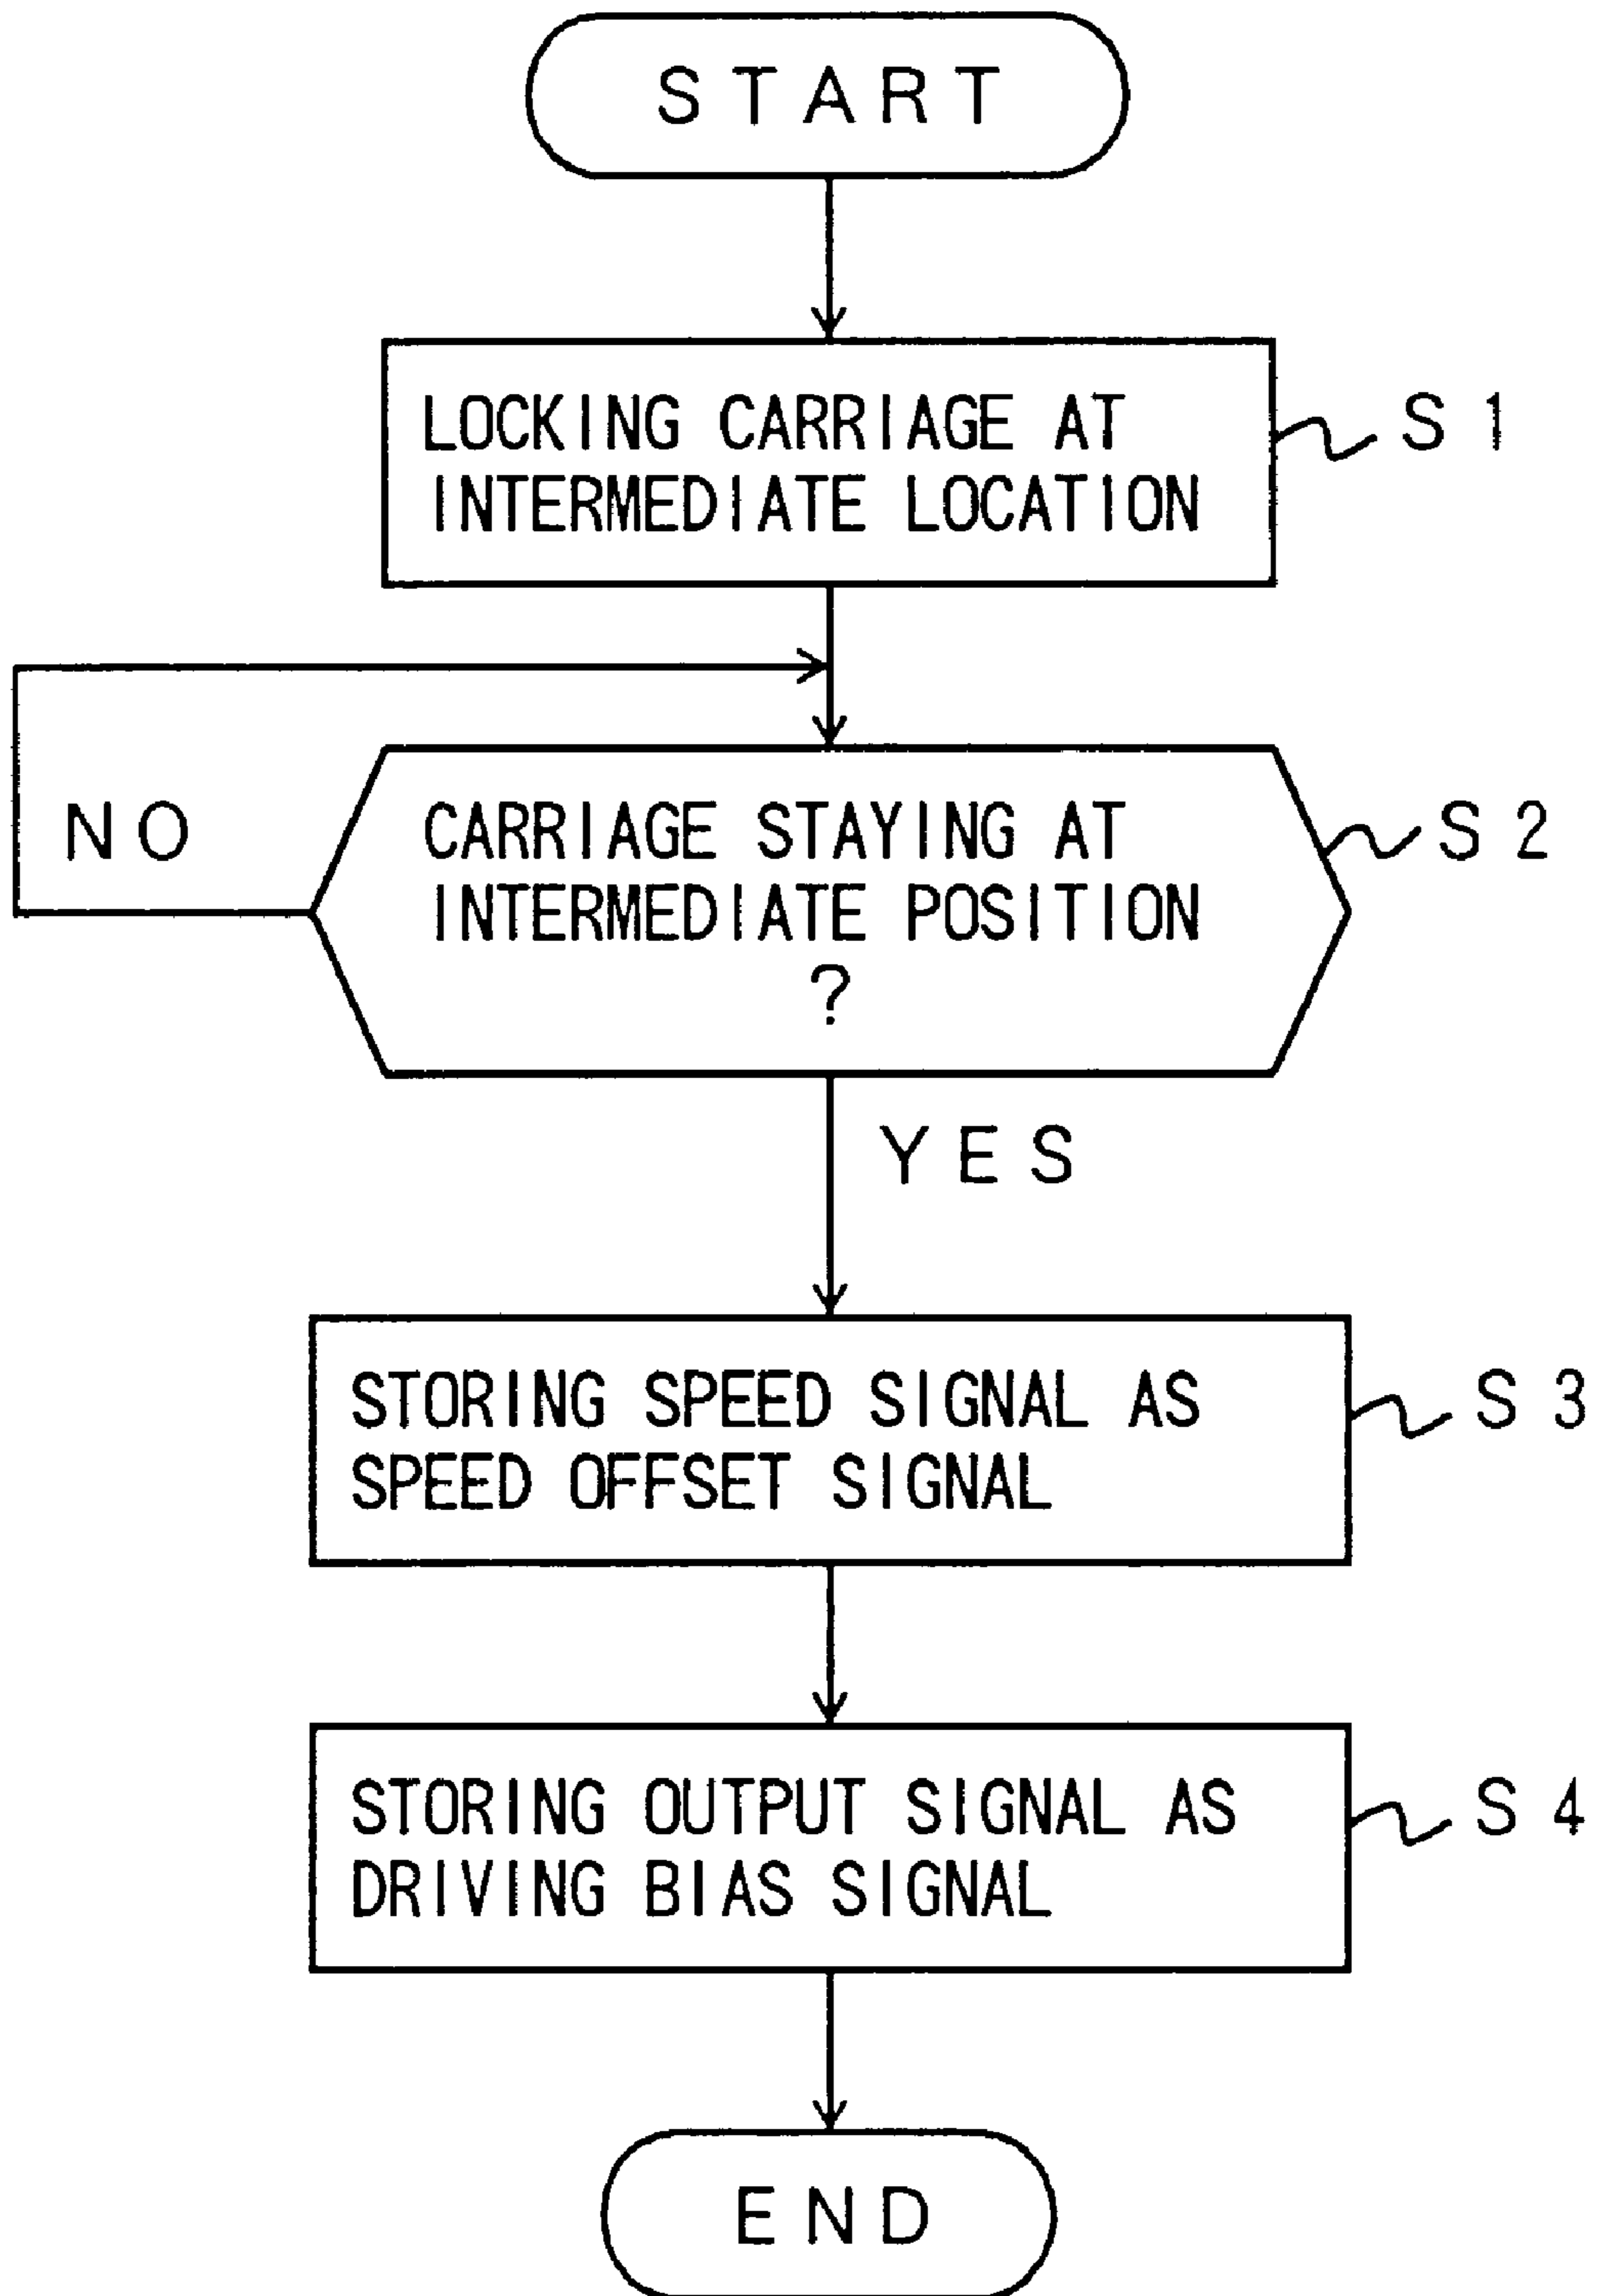 START
LOCKING CARRIAGE AT
INTERMEDIATE LOCATION
S1
NO
CARRIAGE STAYING AT
INTERMEDIATE POSITION
?
S2
YES
STORING SPEED SIGNAL AS
SPEED OFFSET SIGNAL
S3
STORING OUTPUT SIGNAL AS
DRIVING BIAS SIGNAL
S4
END